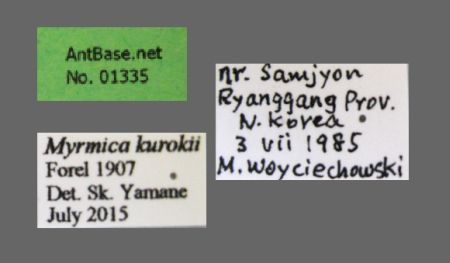 AntBase.net
No. 01335
Myrmica kurokii
Forel 1907
Det. Sk. Yamane
July 2015
nr. Samjyon
Ryanggang Prov.
N. Korea
3 vii 1985
M. Woyciechowski